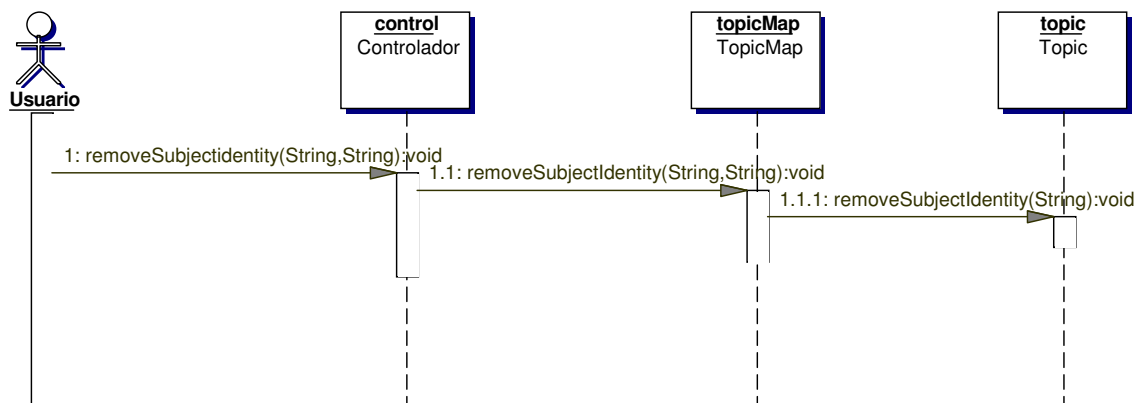 control
Controlador
topicMap
TopicMap
topic
Topic
Usuario
1: removeSubjectidentity(String,String):void
1.1: removeSubjectIdentity(String,String):void
1.1.1: removeSubjectIdentity(String):void